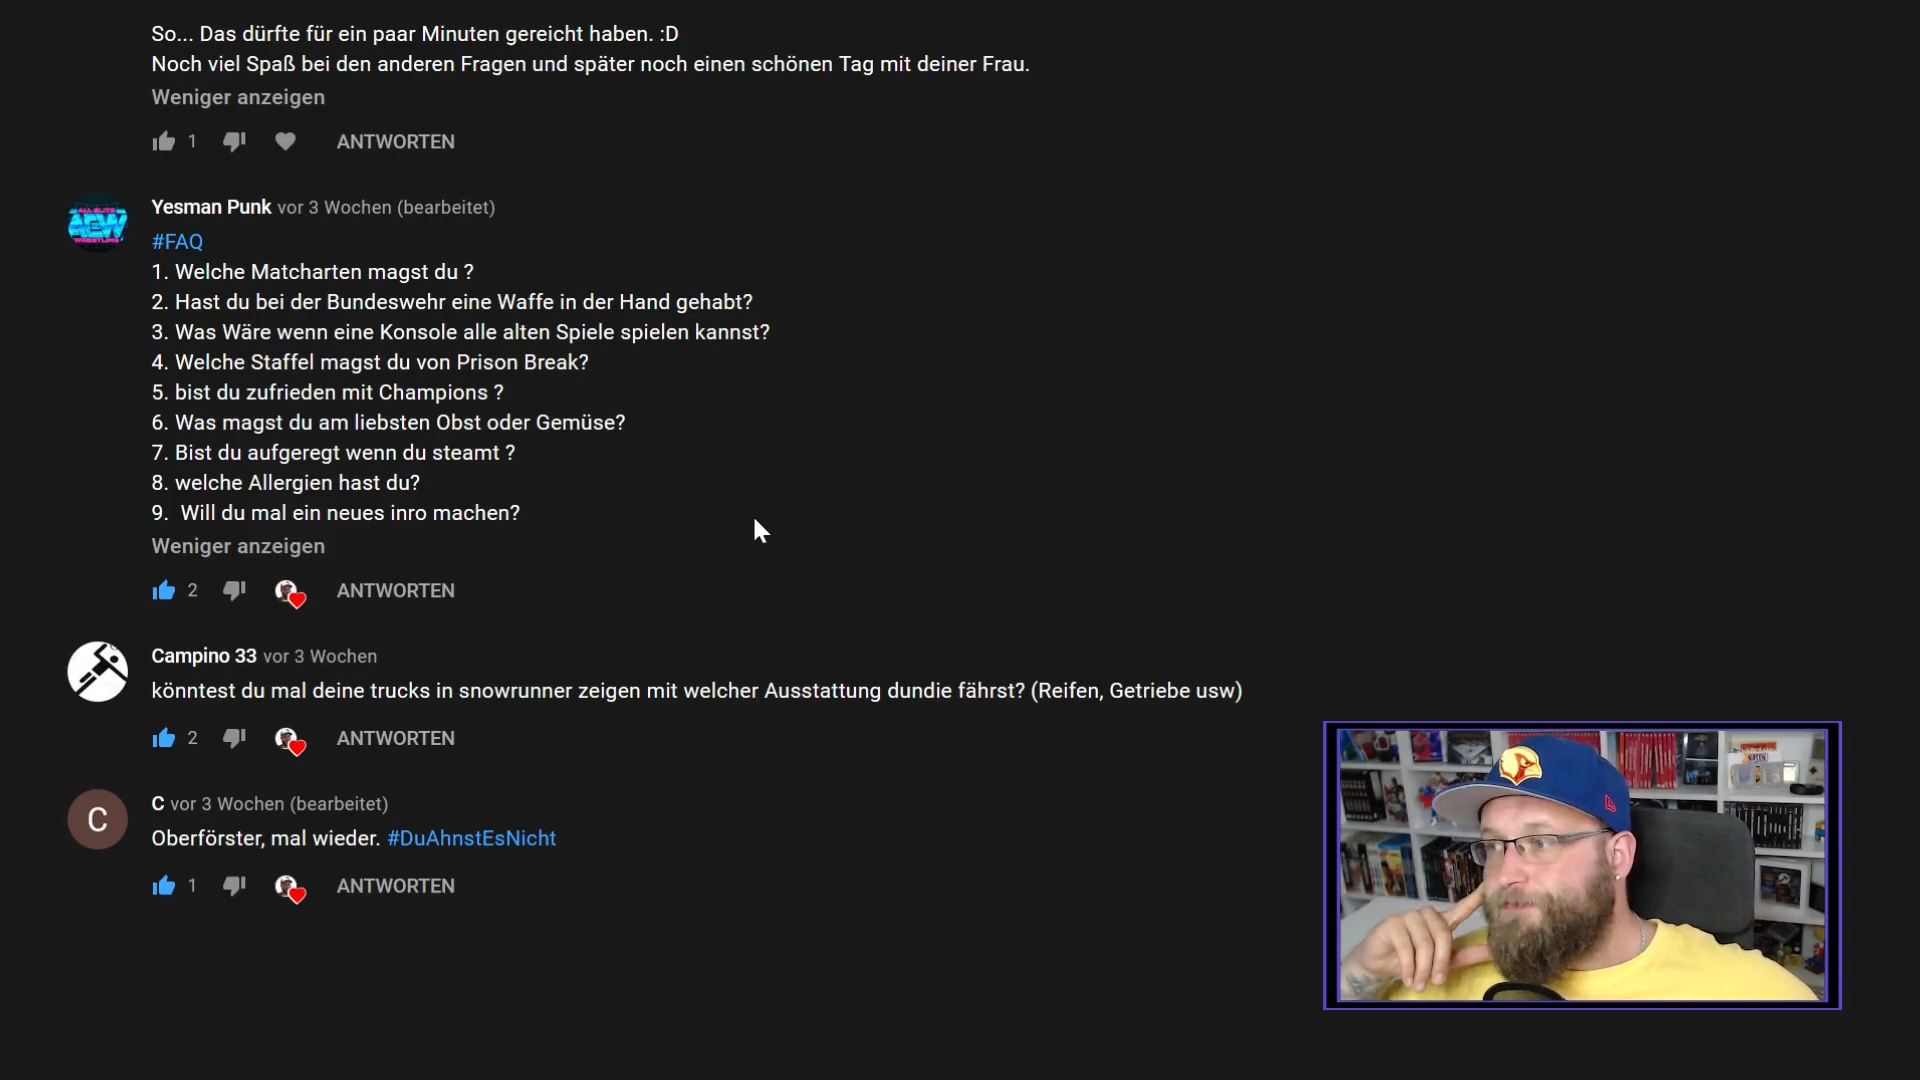 So... Das dürfte für ein paar Minuten gereicht haben. :D
Noch viel Spaß bei den anderen Fragen und später noch einen schönen Tag mit deiner Frau.
Weniger anzeigen
1 ANTWORTEN
ALL ELITE
AEW
WRESTLING
Yesman Punk vor 3 Wochen (bearbeitet)
#FAQ
1. Welche Matcharten magst du ?
2. Hast du bei der Bundeswehr eine Waffe in der Hand gehabt?
3. Was Wäre wenn eine Konsole alle alten Spiele spielen kannst?
4. Welche Staffel magst du von Prison Break?
5. bist du zufrieden mit Champions ?
6. Was magst du am liebsten Obst oder Gemüse?
7. Bist du aufgeregt wenn du steamt ?
8. welche Allergien hast du?
9. Will du mal ein neues inro machen?
Weniger anzeigen
2 ANTWORTEN
Campino 33 vor 3 Wochen
könntest du mal deine trucks in snowrunner zeigen mit welcher Ausstattung dundie fährst? (Reifen, Getriebe usw)
2 ANTWORTEN
C
C vor 3 Wochen (bearbeitet)
Oberförster, mal wieder. #DuAhnstEsNicht
1 ANTWORTEN